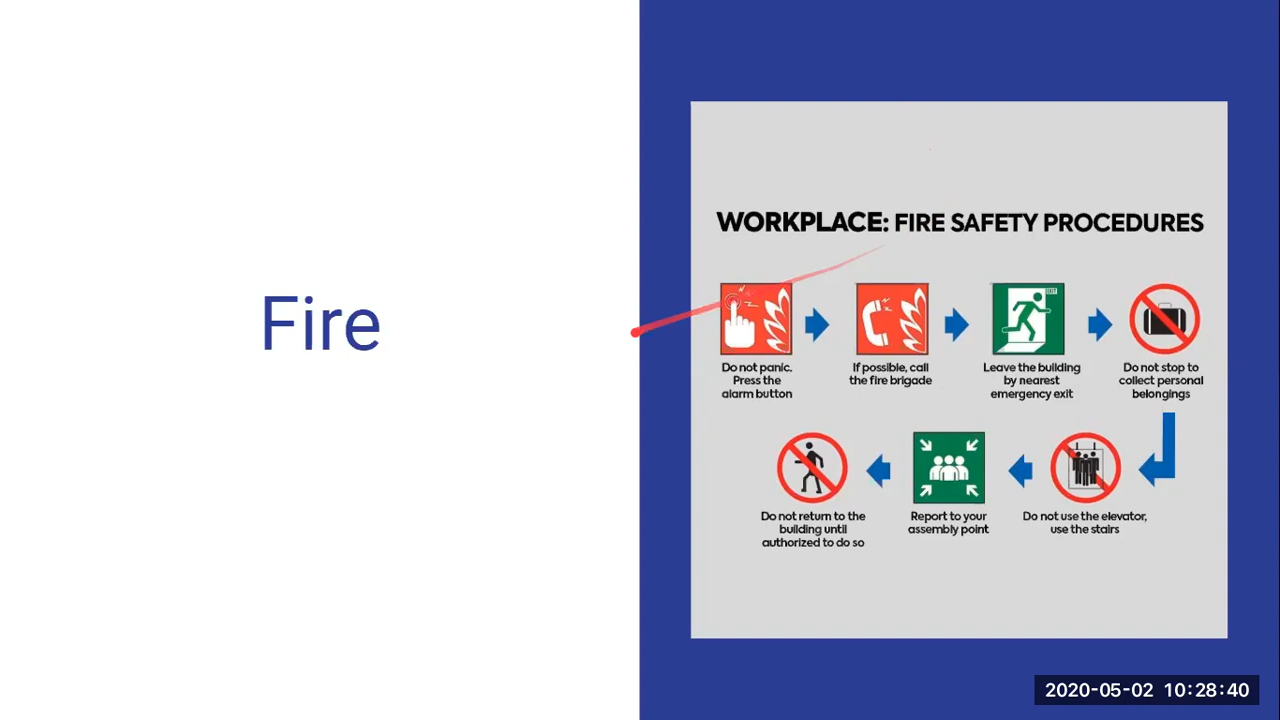 Fire
WORKPLACE: FIRE SAFETY PROCEDURES
EXIT
Do not panic.
Press the
alarm button
If possible, call
the fire brigade
Leave the building
by nearest
emergency exit
Do not stop to
collect personal
belongings
Do not use the elevator,
use the stairs
Report to your
assembly point
Do not return to the
building until
authorized to do so
2020-05-02 10:28:40